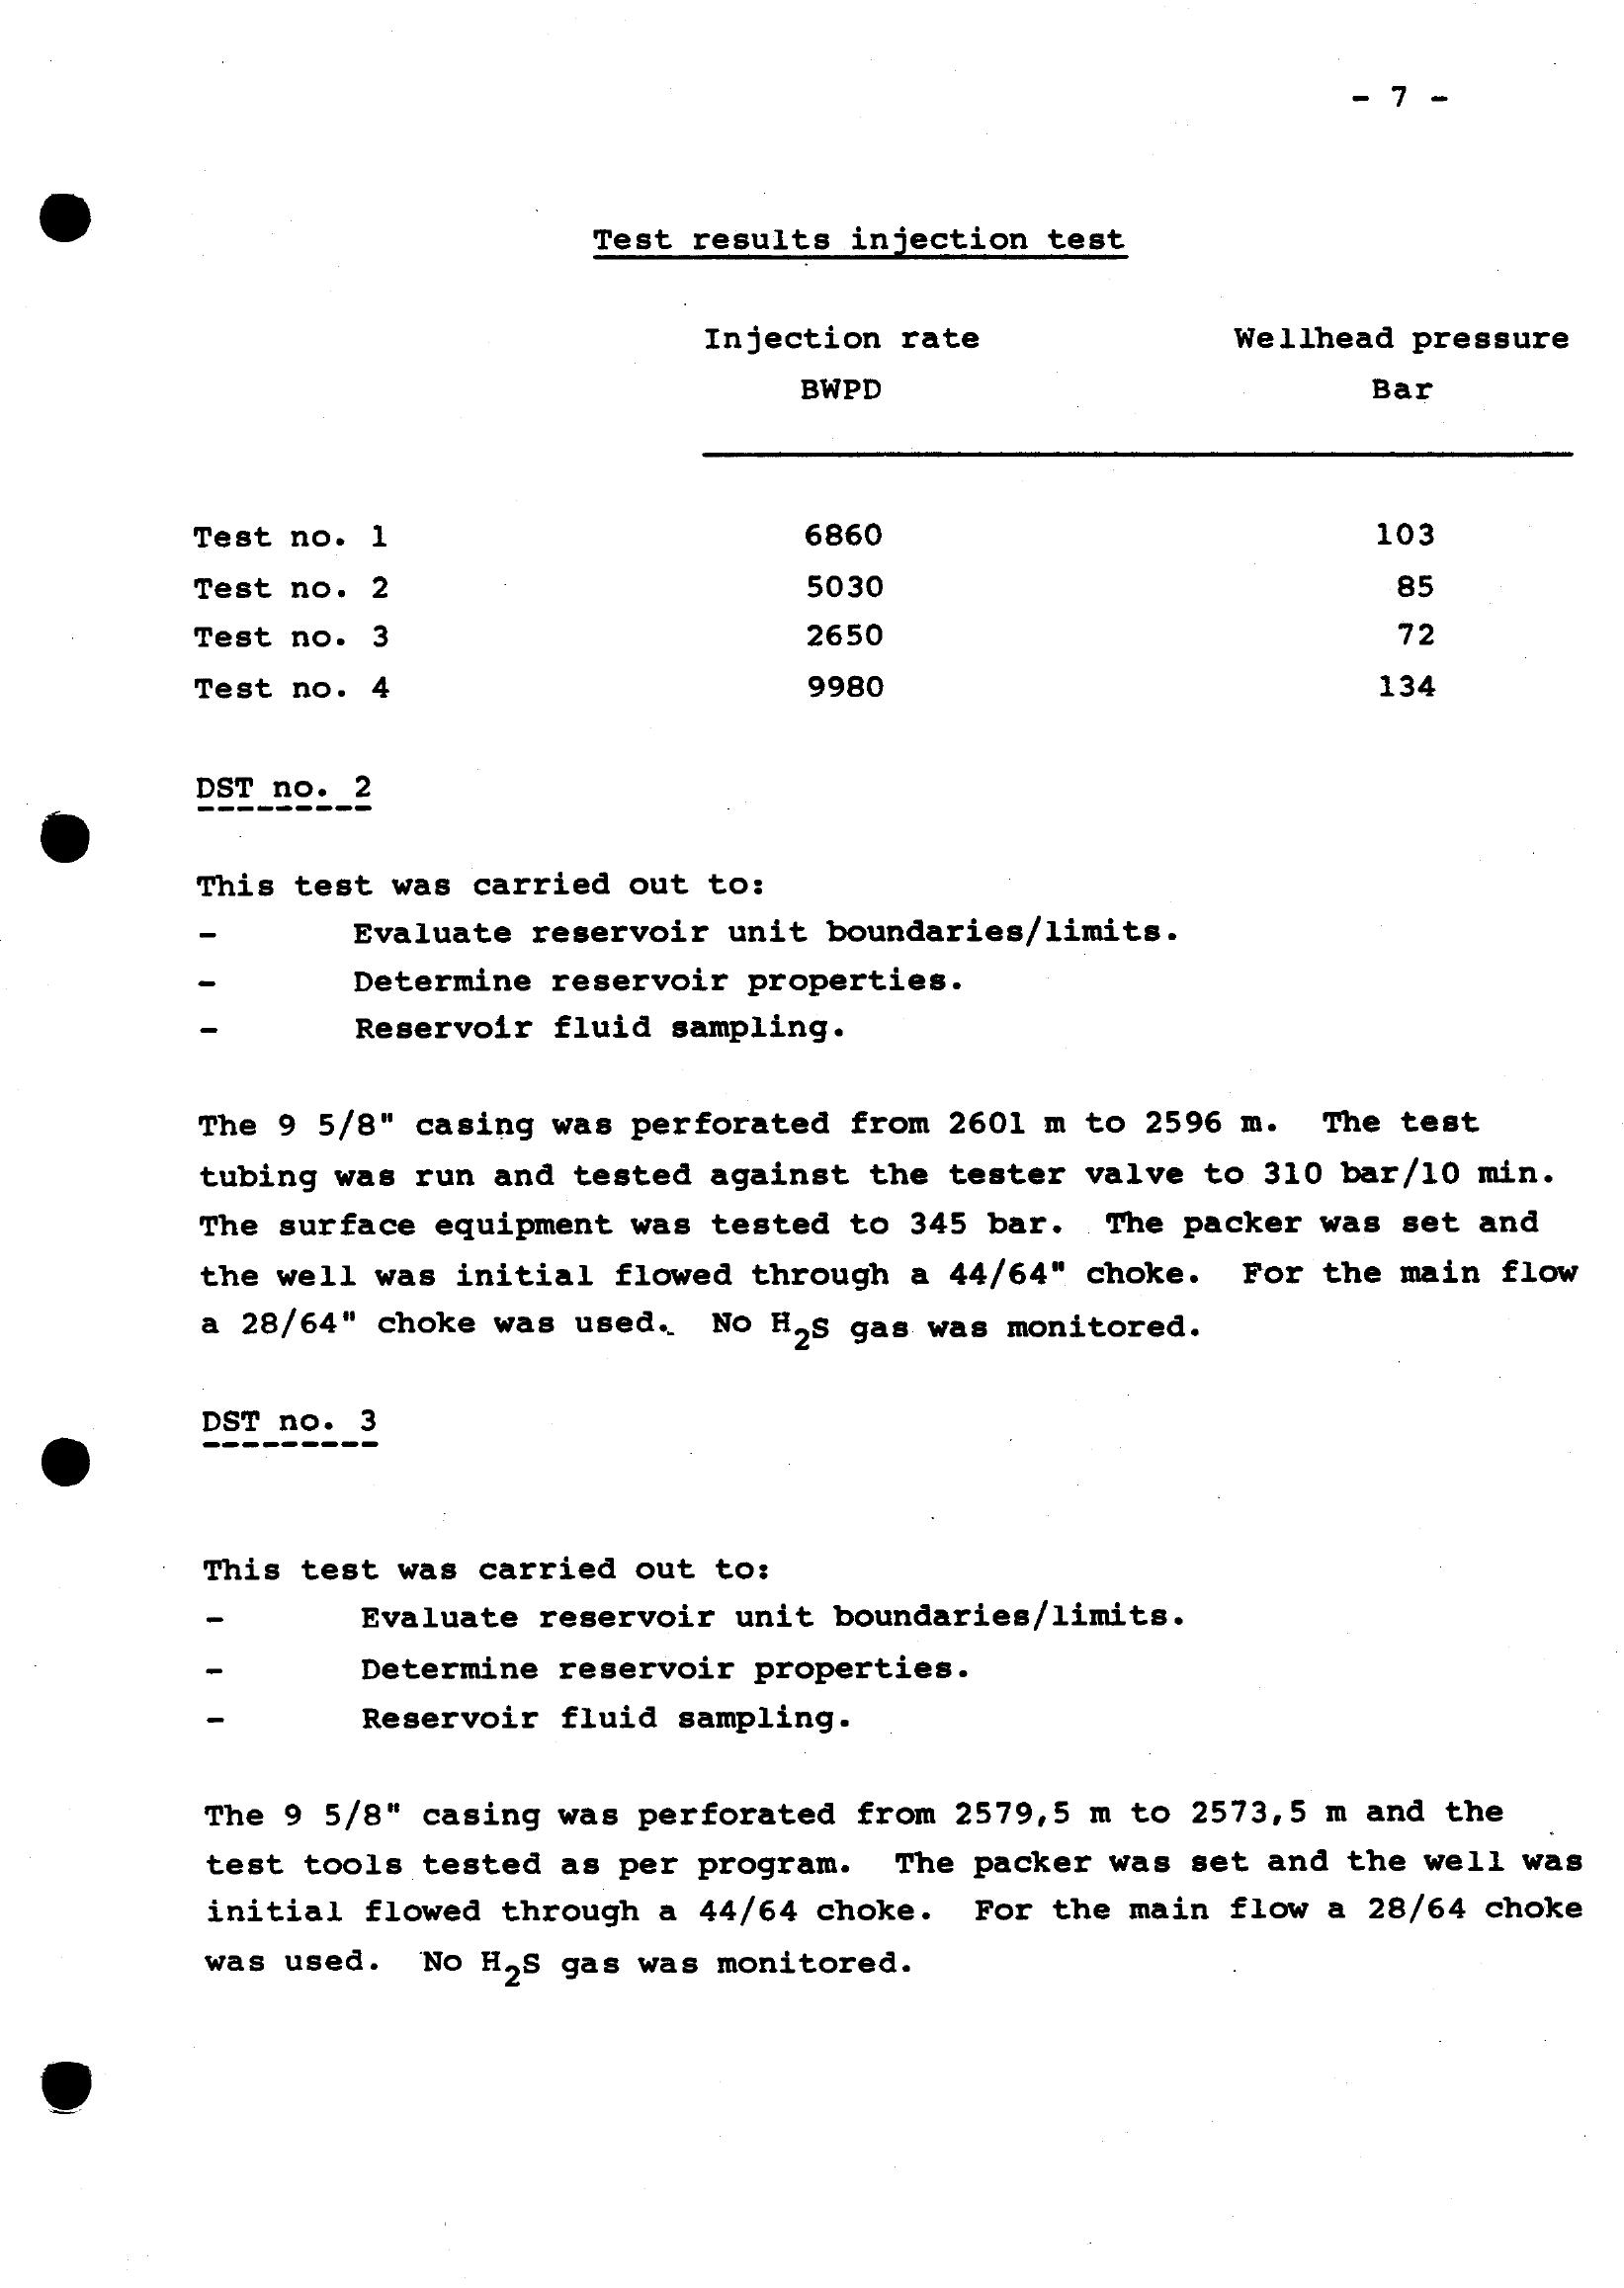 - 7 -
Test results injection test
Injection rate Wellhead pressure
BWPD Bar
Test no. 1 6860 103
Test no. 2 5030 85
Test no. 3 2650 72
Test no. 4 9980 134
DST no. 2
This test was carried out to:
- Evaluate reservoir unit boundaries/limits.
- Determine reservoir properties.
- Reservoir fluid sampling.
The 9 5/8" casing was perforated from 2601 m to 2596 m. The test
tubing was run and tested against the tester valve to 310 bar/10 min.
The surface equipment was tested to 345 bar. The packer was set and
the well was initial flowed through a 44/64" choke. For the main flow
a 28/64" choke was used. No H2S gas was monitored.
DST no. 3
This test was carried out to:
- Evaluate reservoir unit boundaries/limits.
- Determine reservoir properties.
- Reservoir fluid sampling.
The 9 5/8" casing was perforated from 2579,5 m to 2573,5 m and the
test tools tested as per program. The packer was set and the well was
initial flowed through a 44/64 choke. For the main flow a 28/64 choke
was used. No H2S gas was monitored.